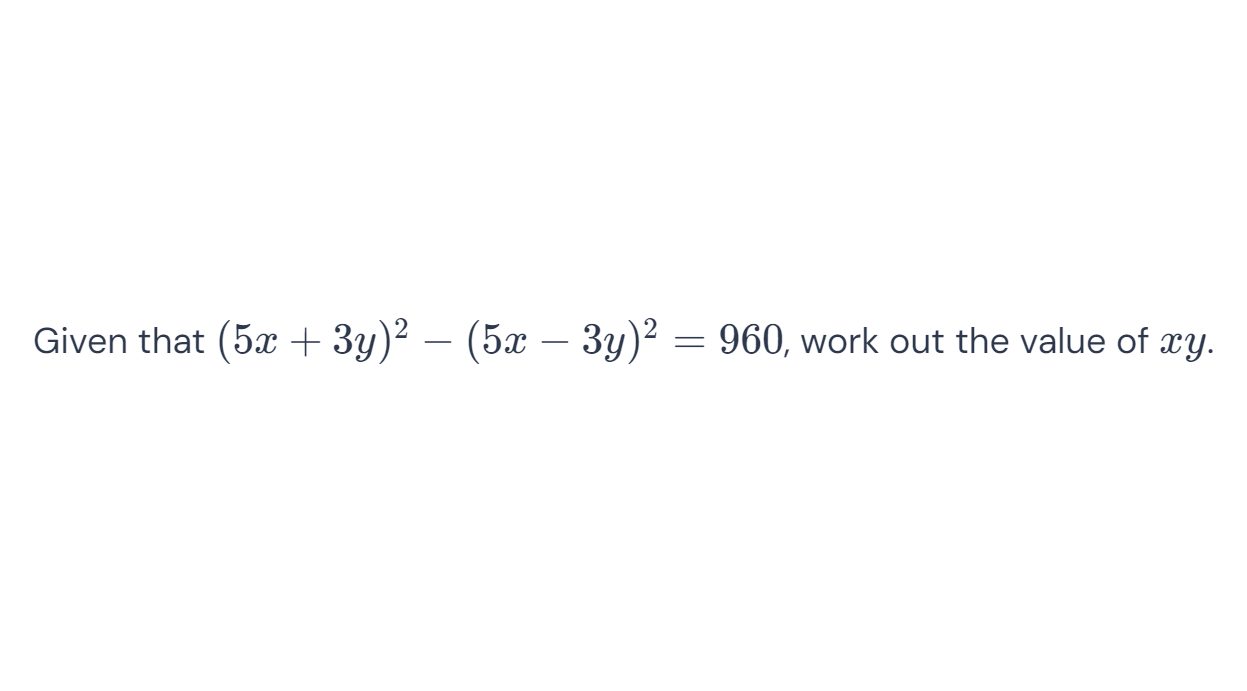 Given that $(5x + 3y)^2 - (5x - 3y)^2 = 960$, work out the value of $xy$.